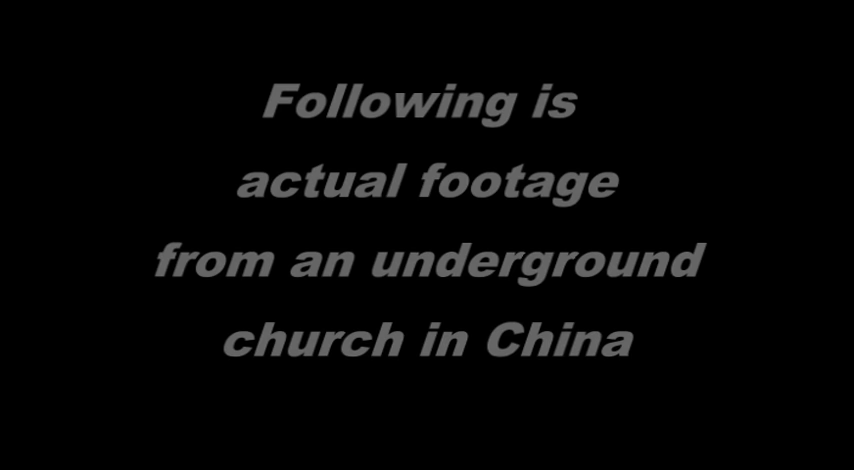 Following is
actual footage
from an underground
church in China